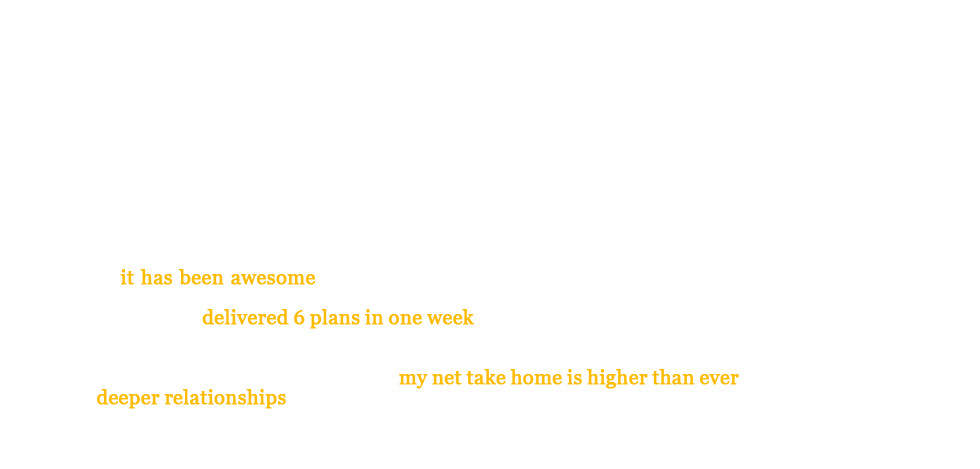 it has been awesome
delivered 6 plans in one week
my net take home is higher than ever
deeper relationships